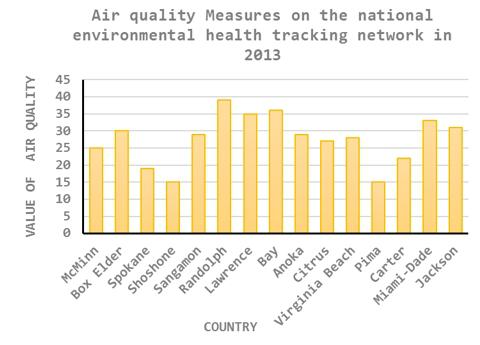 Air quality Measures on the national
environmental health tracking network in
2013
VALUE OF AIR QUALITY
45
40
35
30
25
20
15
10
5
0
McMinn
Box Elder
Spokane
Shoshone
Sangamon
Randolph
Lawrence
Bay
Anoka
Citrus
Virginia Beach
Pima
Carter
Miami-Dade
Jackson
COUNTRY